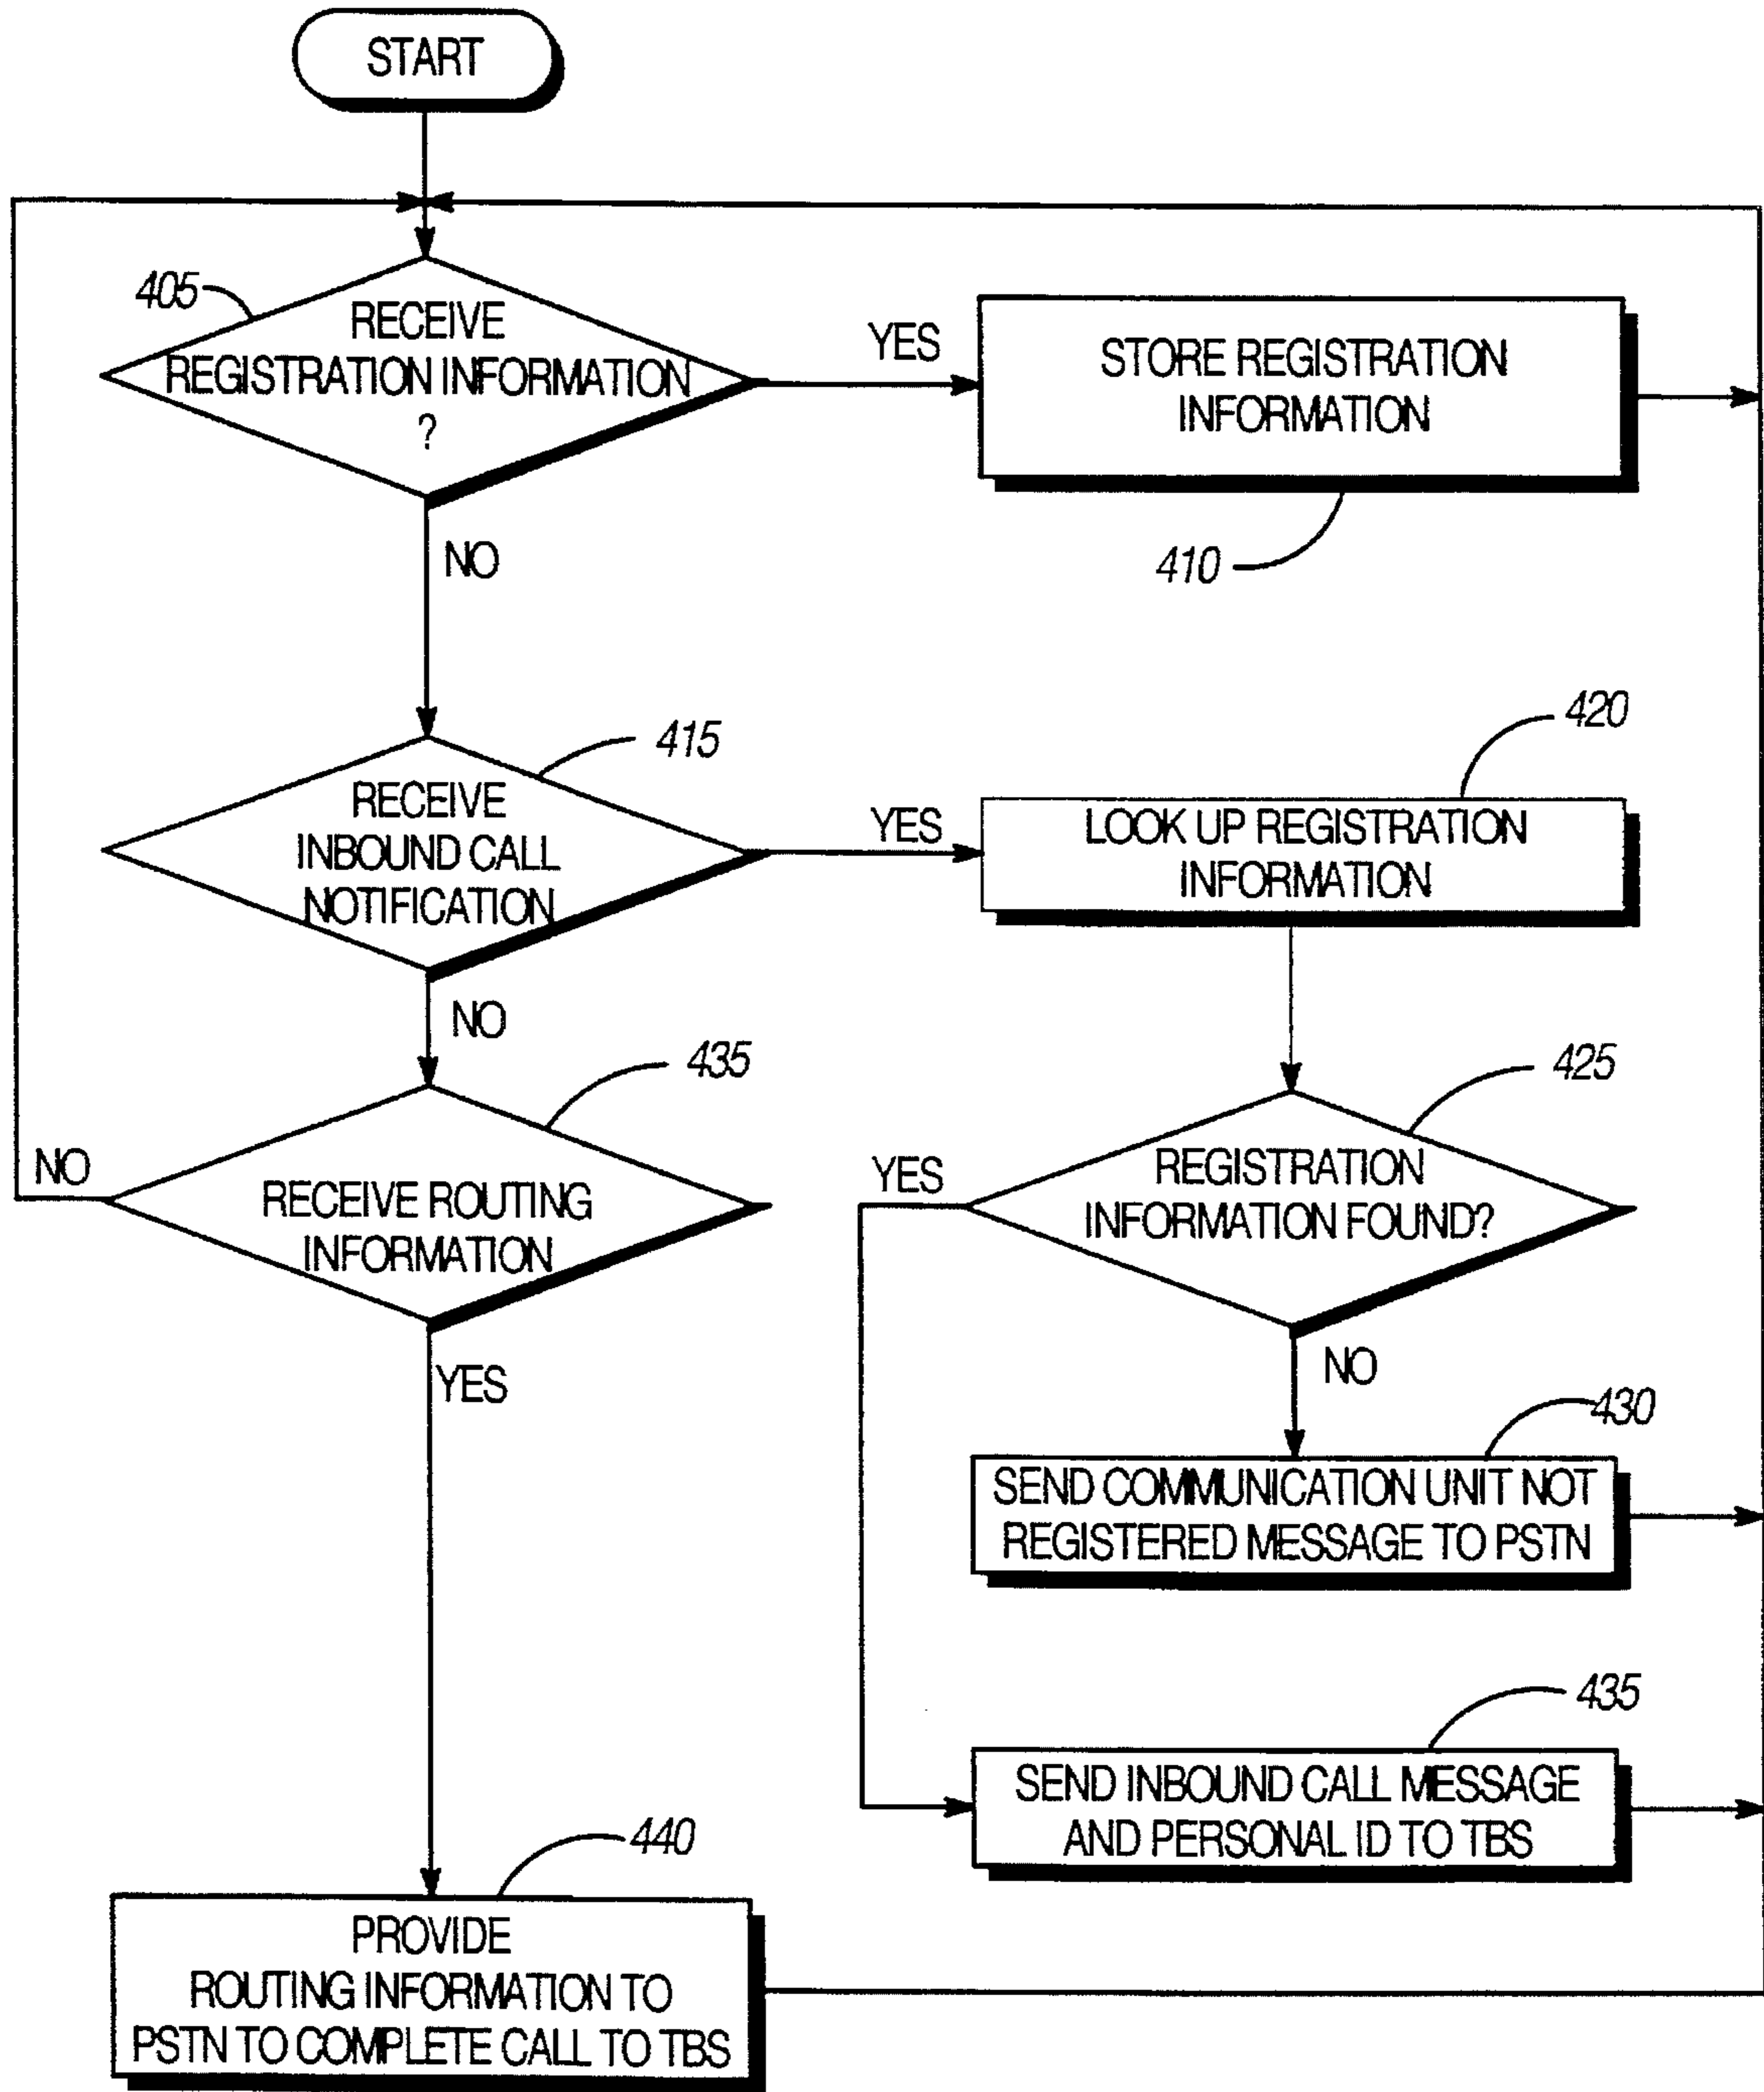 START
405
RECEIVE
REGISTRATION INFORMATION
?
YES
STORE REGISTRATION
INFORMATION
410
NO
415
RECEIVE
INBOUND CALL
NOTIFICATION
YES
420
LOOK UP REGISTRATION
INFORMATION
NO
435
NO
RECEIVE ROUTING
INFORMATION
YES
425
YES
REGISTRATION
INFORMATION FOUND?
NO
430
SEND COMMUNICATION UNIT NOT
REGISTERED MESSAGE TO PSTN
435
SEND INBOUND CALL MESSAGE
AND PERSONAL ID TO TBS
440
PROVIDE
ROUTING INFORMATION TO
PSTN TO COMPLETE CALL TO TBS